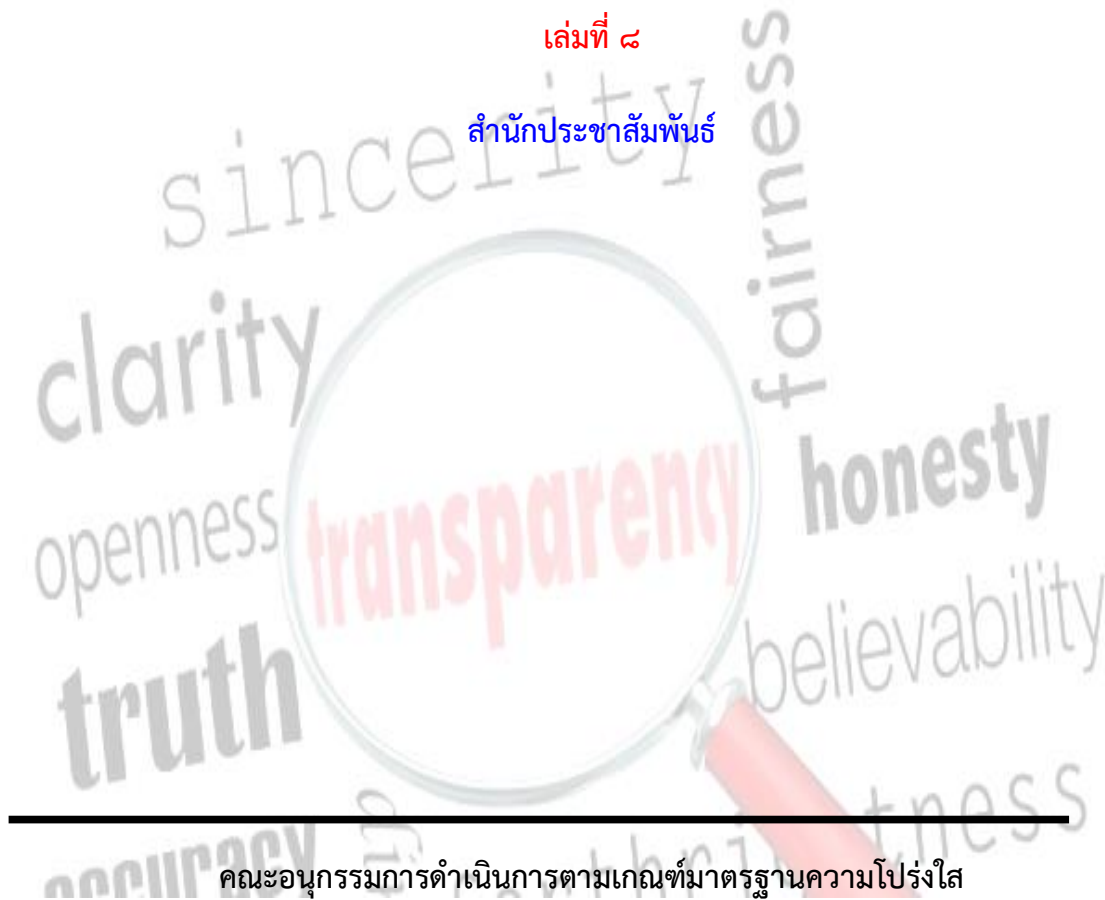 เล่มที่ ๘
สำนักประชาสัมพันธ์
sincerity
fairness
clarity
transparency
honesty
openness
believability
truth
accuracy
คณะอนุกรรมการดำเนินการตามเกณฑ์มาตรฐานความโปร่งใส